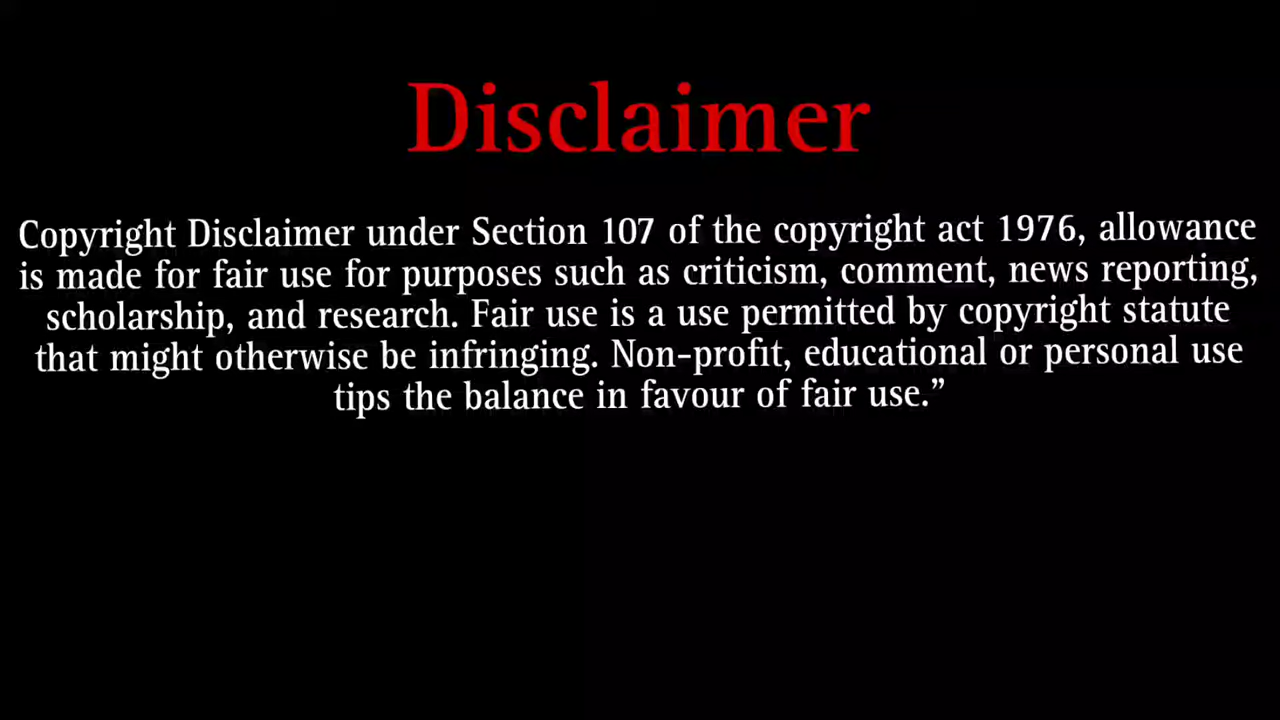 Disclaimer
Copyright Disclaimer under Section 107 of the copyright act 1976, allowance
is made for fair use for purposes such as criticism, comment, news reporting,
scholarship, and research. Fair use is a use permitted by copyright statute
that might otherwise be infringing. Non-profit, educational or personal use
tips the balance in favour of fair use.”